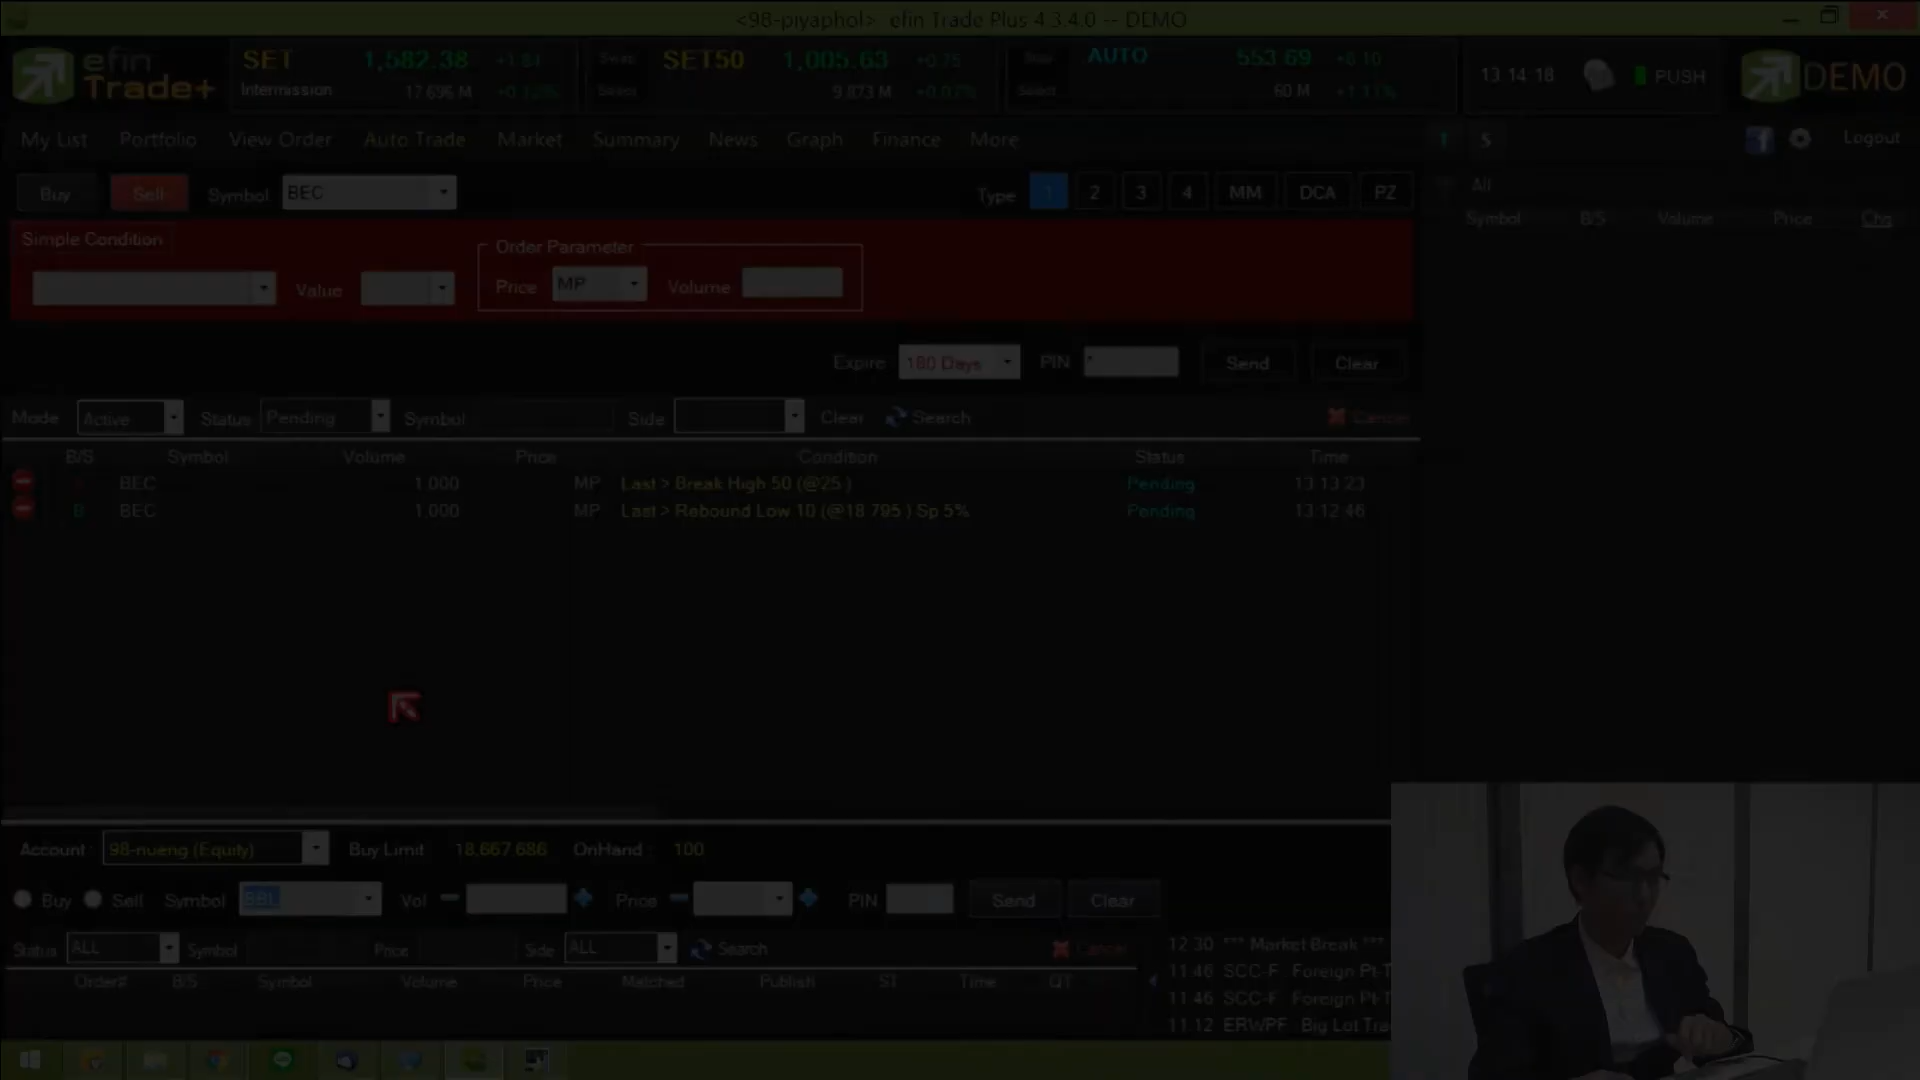 <98-piyaphol> efin Trade Plus 4.3.4.0 -- DEMO
efin Trade+
SET 1,582.38 +1.84
Intermission 17,696 M +0.12%
Swap SET50 1,005.63 +0.75
Select 9,873 M +0.07%
AUTO 553.69 +6.10
Select 60 M +1.11%
13:14:18 PUSH DEMO
My List Portfolio View Order Auto Trade Market Summary News Graph Finance More
1 5 Logout
Buy Sell Symbol BEC Type 1 2 3 4 MM DCA PZ
All
Symbol B/S Volume Price Chg
Simple Condition
Order Parameter
Value Price MP Volume
Expire 180 Days PIN * Send Clear
Mode Active Status Pending Symbol Side Clear Search Cancel
B/S Symbol Volume Price Condition Status Time
BEC 1,000 MP Last > Break High 50 (@25 ) Pending 13:13:23
B BEC 1,000 MP Last > Rebound Low 10 (@18.795 ) Sp 5% Pending 13:12:46
Account : 98-nueng (Equity) Buy Limit 18,667,686 OnHand : 100
Buy Sell Symbol BBL Vol Price PIN Send Clear
Status ALL Symbol Price Side ALL Search Cancel
Order# B/S Symbol Volume Price Matched Publish ST Time QT
12:30 *** Market Break ***
11:46 SCC-F : Foreign Pt-T
11:46 SCC-F : Foreign Pt-T
11:12 ERWPF : Big Lot Tra